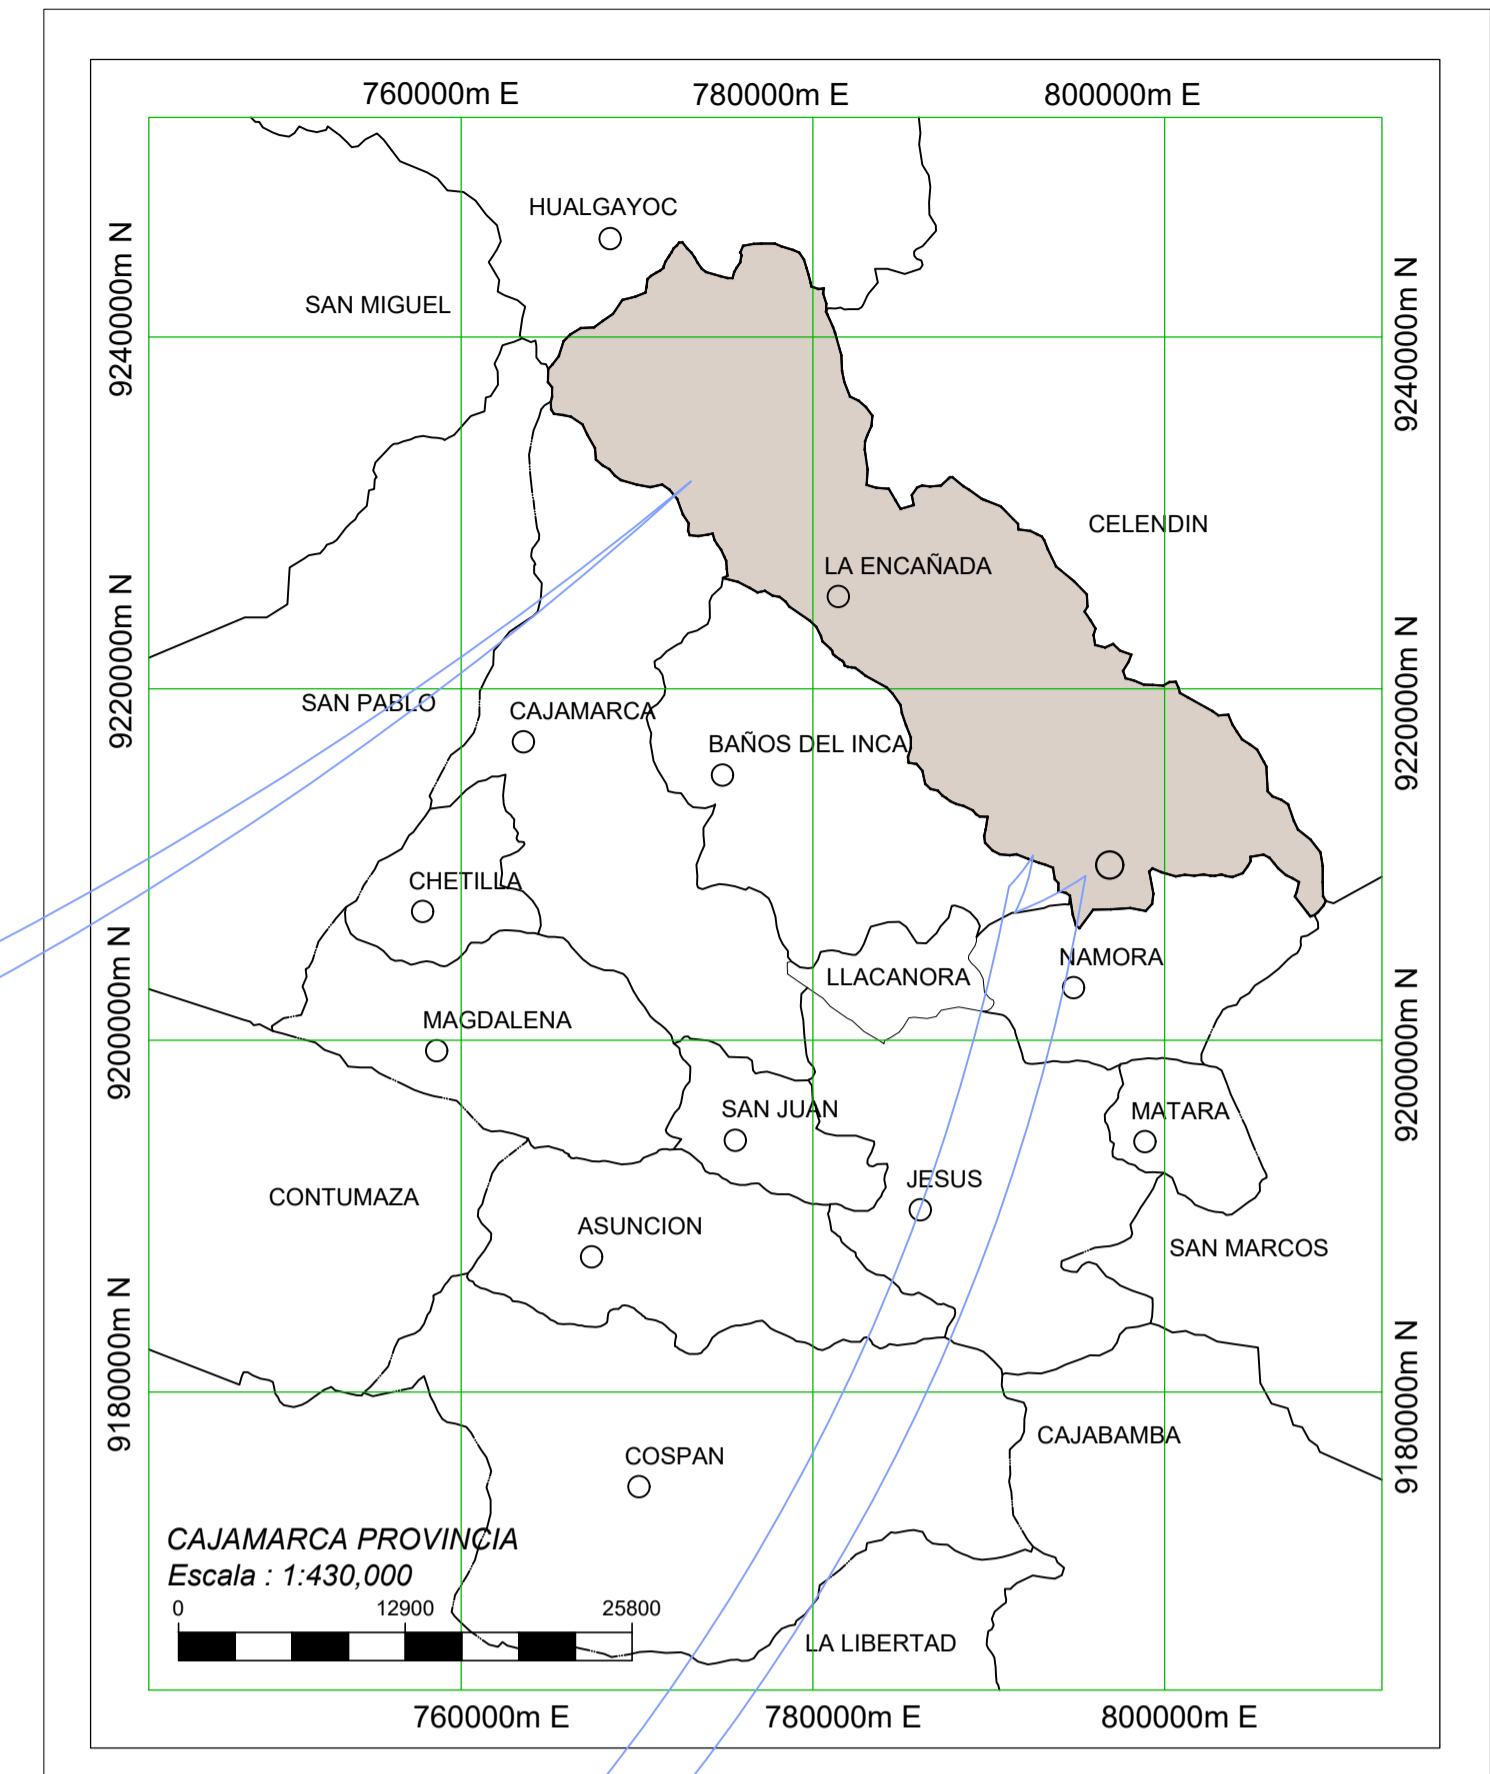 760000m E
780000m E
800000m E
HUALGAYOC
SAN MIGUEL
9240000m N
9240000m N
CELENDIN
LA ENCAÑADA
9220000m N
9220000m N
SAN PABLO
CAJAMARCA
BAÑOS DEL INCA
CHETILLA
NAMORA
LLACANORA
9200000m N
9200000m N
MAGDALENA
SAN JUAN
MATARA
JESUS
CONTUMAZA
ASUNCION
SAN MARCOS
9180000m N
9180000m N
CAJABAMBA
COSPAN
CAJAMARCA PROVINCIA
Escala : 1:430,000
0 12900 25800
LA LIBERTAD
760000m E
780000m E
800000m E